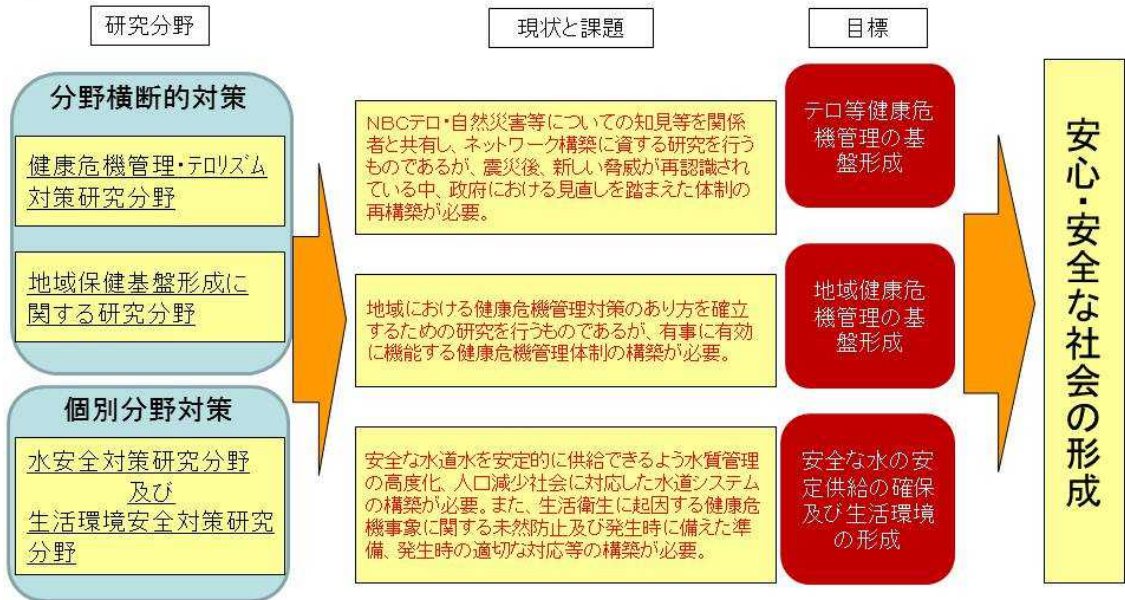 研究分野
現状と課題
目標
分野横断的対策
健康危機管理・テロリズム
対策研究分野
地域保健基盤形成に
関する研究分野
個別分野対策
水安全対策研究分野
及び
生活環境安全対策研究
分野
NBCテロ・自然災害等についての知見等を関係
者と共有し、ネットワーク構築に資する研究を行う
ものであるが、震災後、新しい脅威が再認識され
ている中、政府における見直しを踏まえた体制の
再構築が必要。
地域における健康危機管理対策のあり方を確立
するための研究を行うものであるが、有事に有効
に機能する健康危機管理体制の構築が必要。
安全な水道水を安定的に供給できるよう水質管理
の高度化、人口減少社会に対応した水道システム
の構築が必要。また、生活衛生に起因する健康危
機事象に関する未然防止及び発生時に備えた準
備、発生時の適切な対応等の構築が必要。
テロ等健康危
機管理の基
盤形成
地域健康危
機管理の基
盤形成
安全な水の安
定供給の確保
及び生活環境
の形成
安心・安全な社会の形成